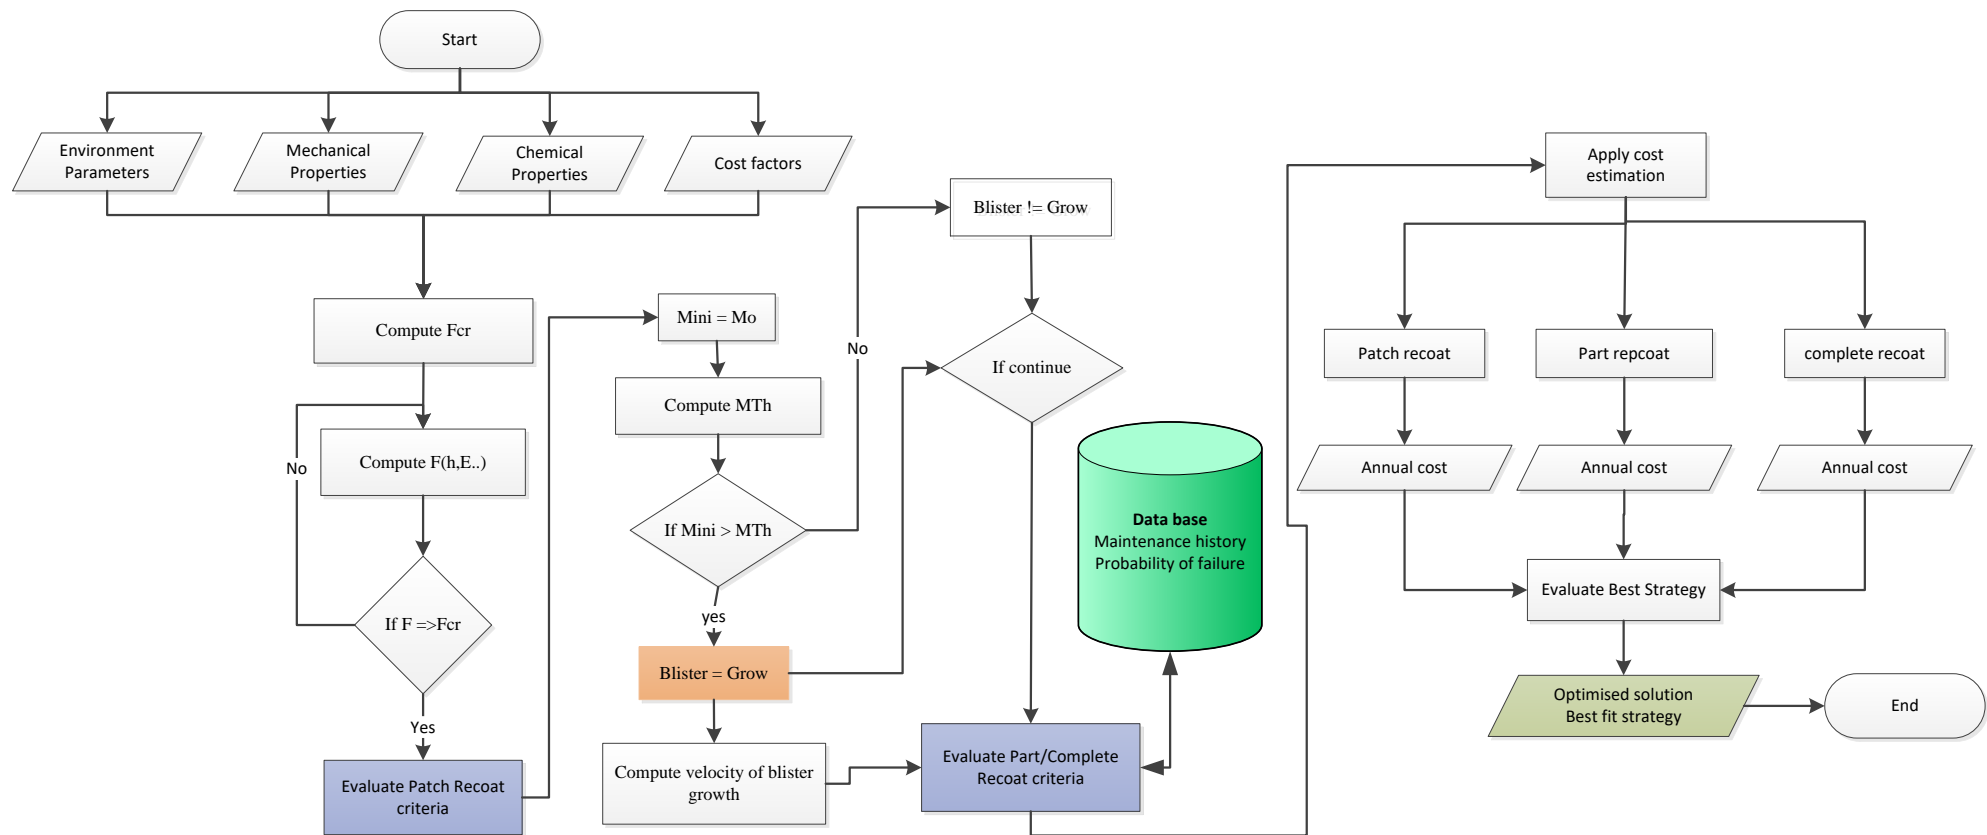 Start
Environment
Parameters
Mechanical
Properties
Chemical
Properties
Cost factors
Compute Fcr
Compute F(h,E..)
No
If F =>Fcr
Yes
Evaluate Patch Recoat
criteria
Mini = Mo
Compute MTh
If Mini > MTh
No
yes
Blister = Grow
Compute velocity of blister
growth
Blister != Grow
If continue
Data base
Maintenance history
Probability of failure
Evaluate Part/Complete
Recoat criteria
Apply cost
estimation
Patch recoat
Part repcoat
complete recoat
Annual cost
Annual cost
Annual cost
Evaluate Best Strategy
Optimised solution
Best fit strategy
End